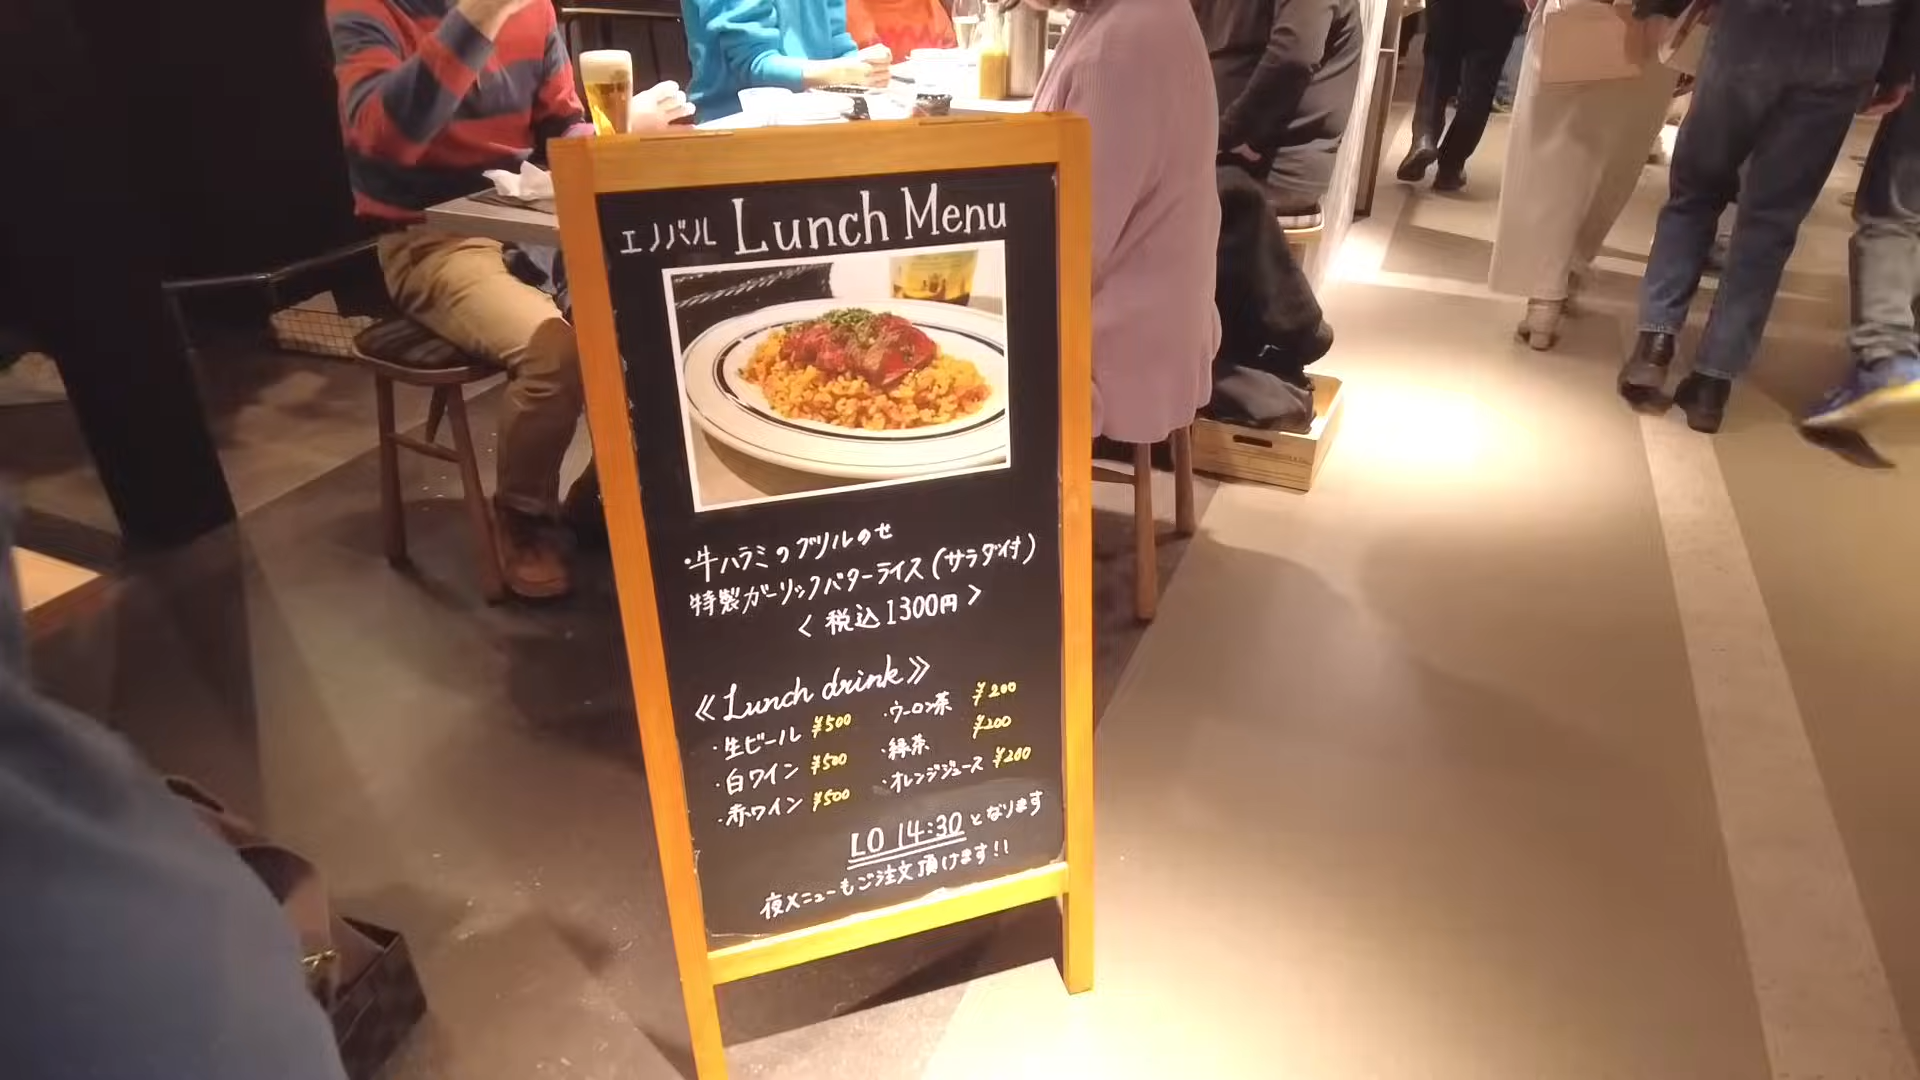 エノバル Lunch Menu
・牛ハラミのグリルのせ
特製ガーリックバターライス(サラダ付)
< 税込1300円 >
《Lunch drink》
・生ビール ¥500 ・ウーロン茶 ¥200
・白ワイン ¥500 ・緑茶 ¥200
・赤ワイン ¥500 ・オレンジジュース ¥200
LO 14:30 となります
夜メニューもご注文頂けます!!